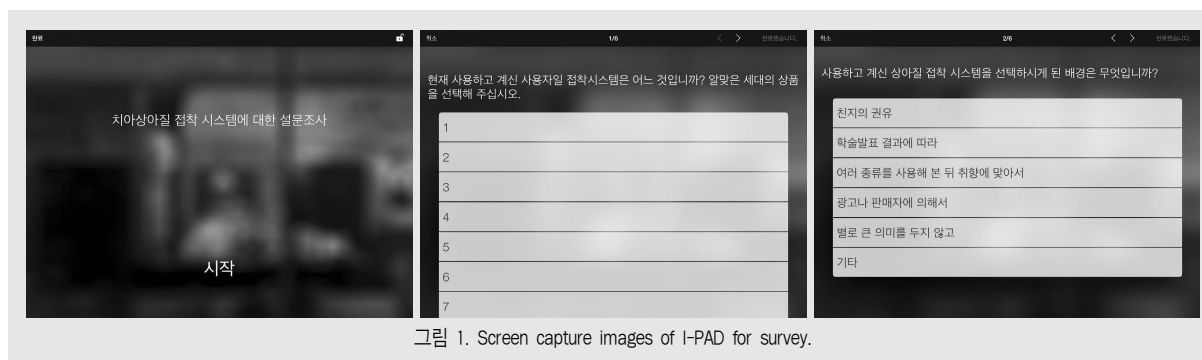 완료
치아상아질 접착 시스템에 대한 설문조사
시작
취소 1/6 < > 완료했습니다.
현재 사용하고 계신 사용자일 접착시스템은 어느 것입니까? 알맞은 세대의 상품
을 선택해 주십시오.
1
2
3
4
5
6
7
취소 2/6 < > 완료했습니다.
사용하고 계신 상아질 접착 시스템을 선택하시게 된 배경은 무엇입니까?
친지의 권유
학술발표 결과에 따라
여러 종류를 사용해 본 뒤 취향에 맞아서
광고나 판매자에 의해서
별로 큰 의미를 두지 않고
기타
그림 1. Screen capture images of I-PAD for survey.